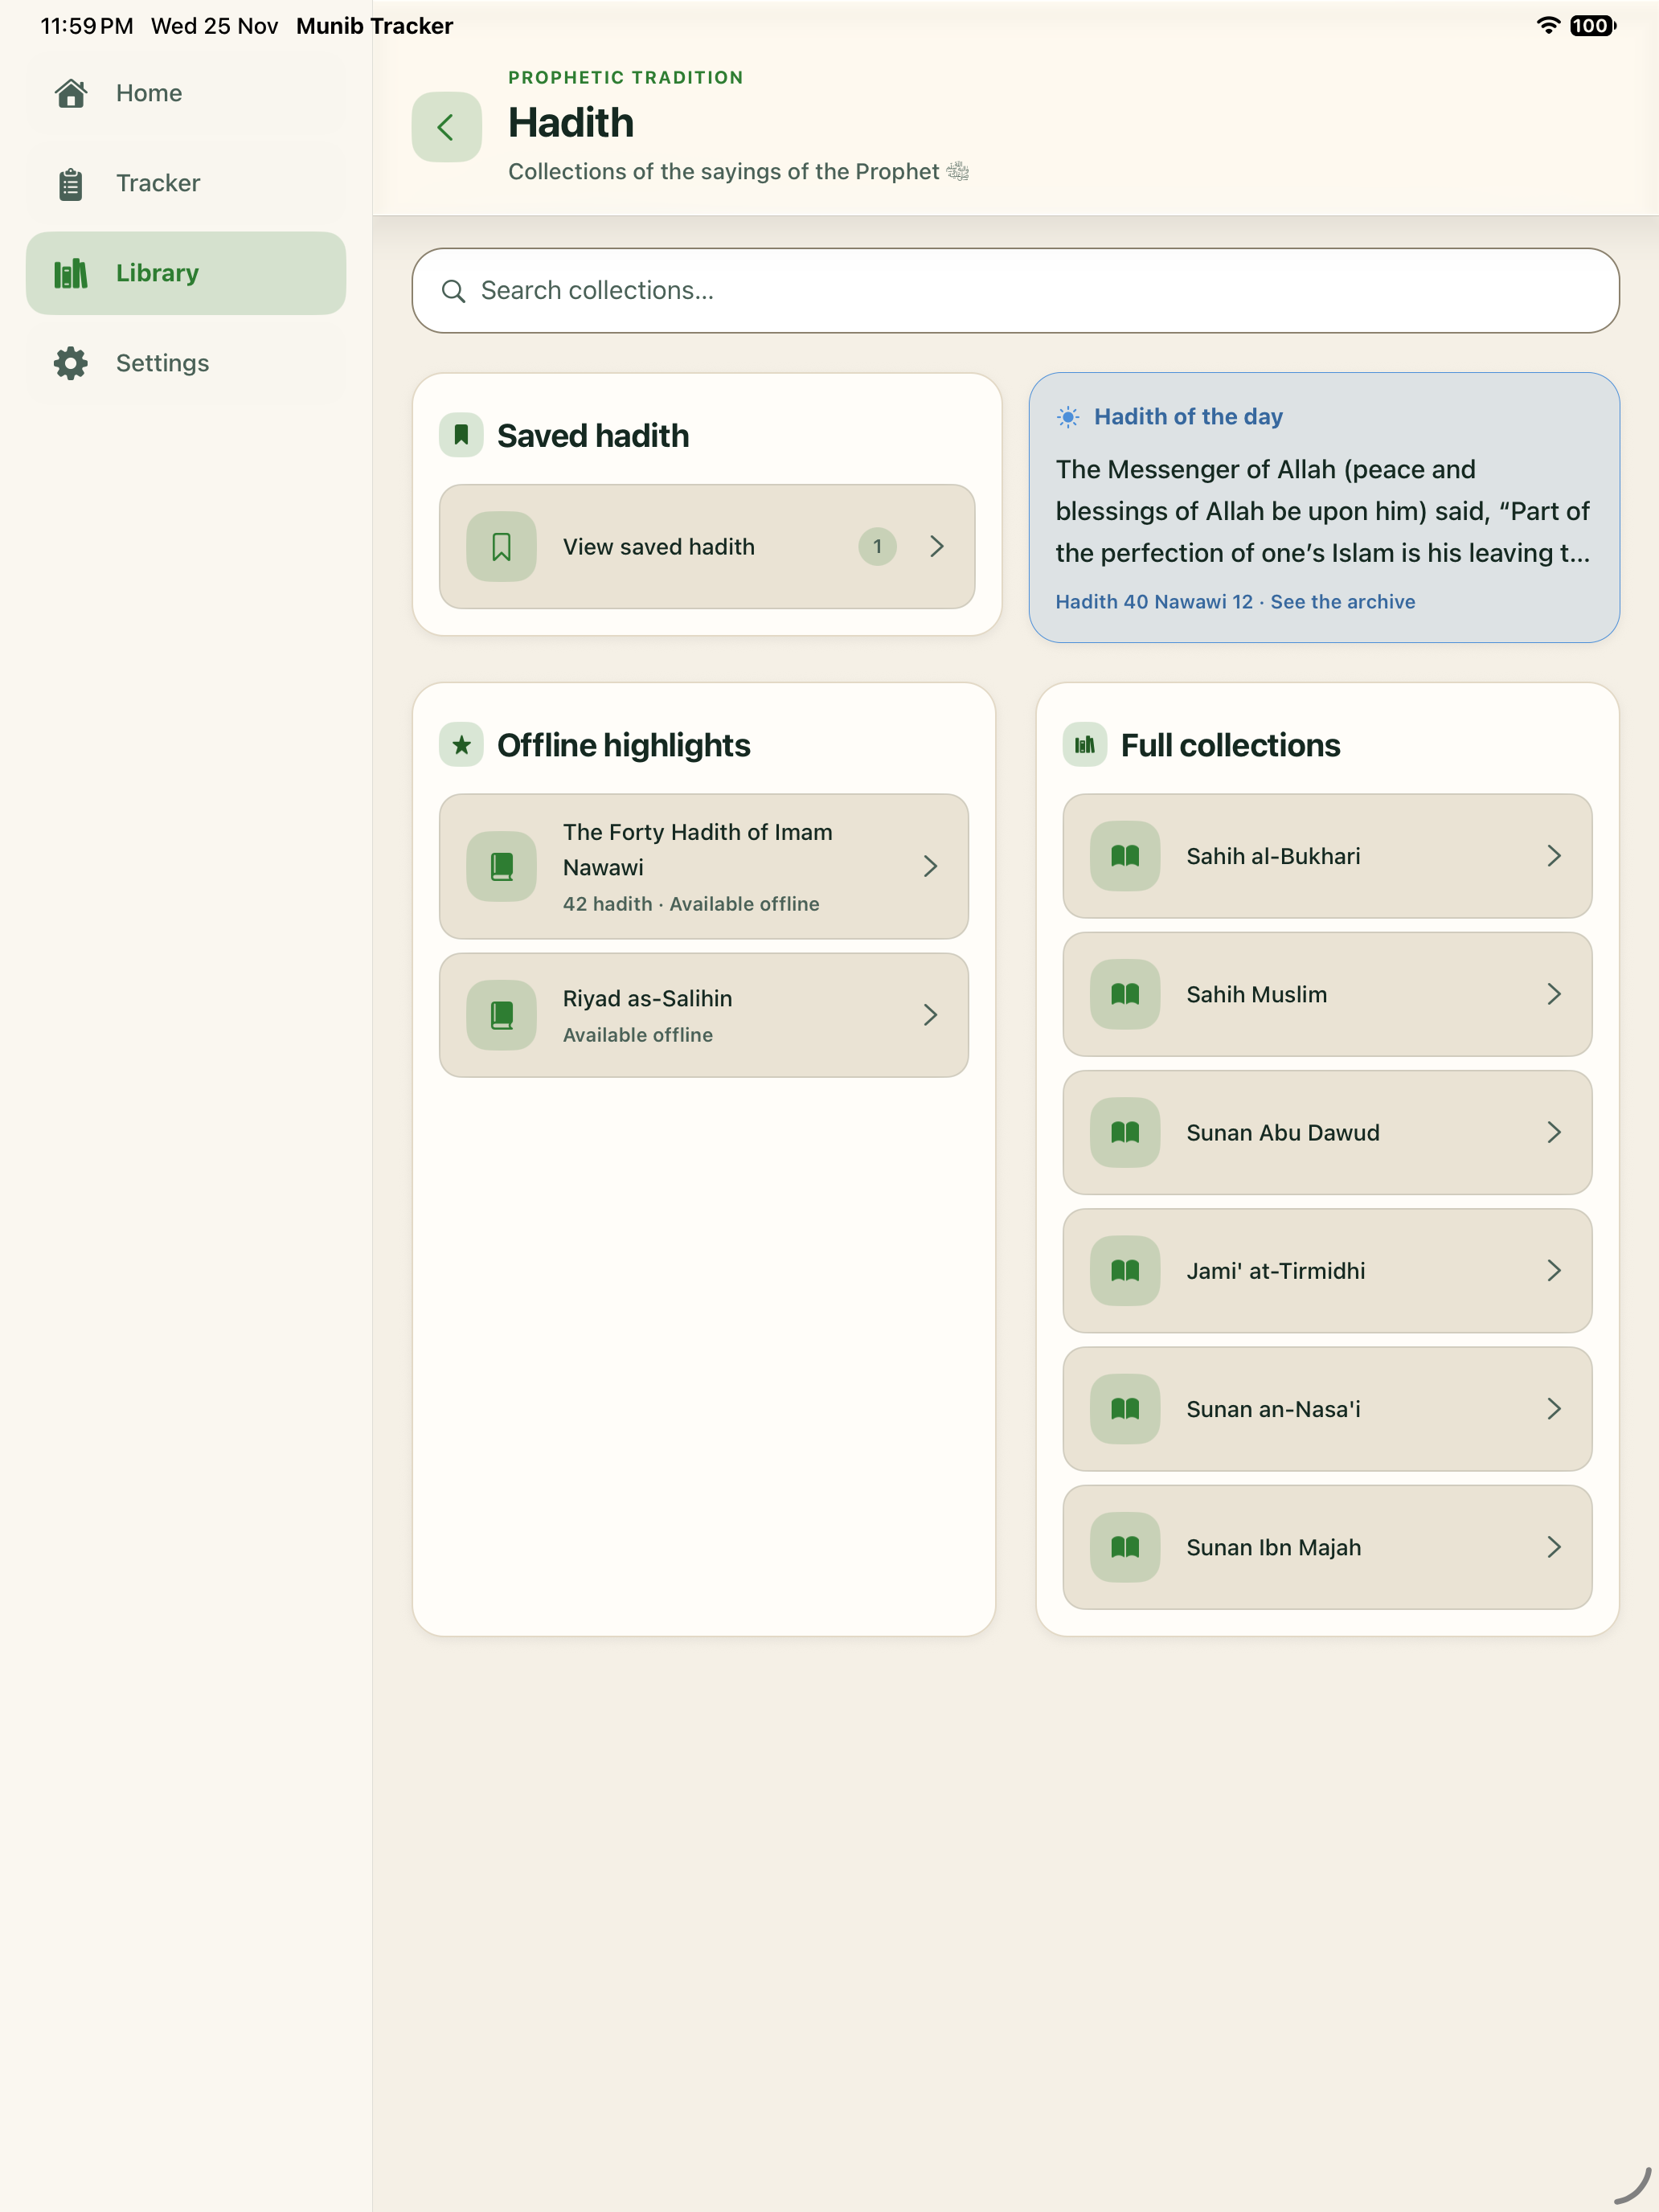 11:59 PM Wed 25 Nov Munib Tracker
100
Home
Tracker
Library
Settings
PROPHETIC TRADITION
Hadith
Collections of the sayings of the Prophet ﷺ
Search collections...
Saved hadith
View saved hadith
1
Hadith of the day
The Messenger of Allah (peace and
blessings of Allah be upon him) said, “Part of
the perfection of one’s Islam is his leaving t...
Hadith 40 Nawawi 12 · See the archive
Offline highlights
The Forty Hadith of Imam
Nawawi
42 hadith · Available offline
Riyad as-Salihin
Available offline
Full collections
Sahih al-Bukhari
Sahih Muslim
Sunan Abu Dawud
Jami' at-Tirmidhi
Sunan an-Nasa'i
Sunan Ibn Majah